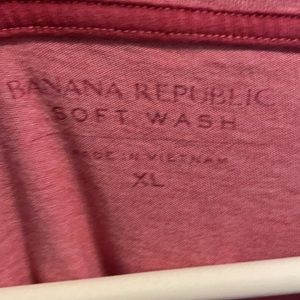 BANANA REPUBLIC
SOFT WASH
MADE IN VIETNAM
XL